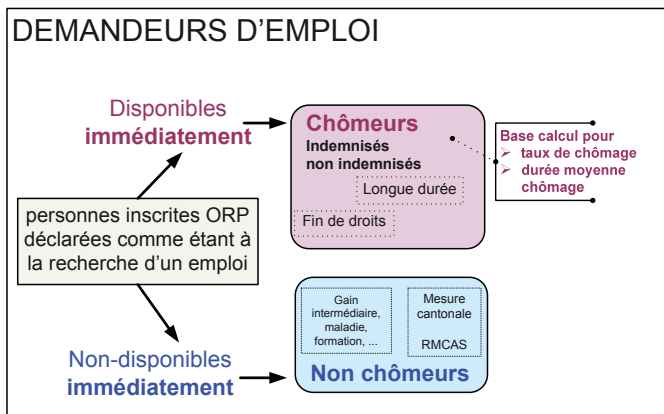 DEMANDEURS D'EMPLOI
Disponibles
immédiatement
Chômeurs
Indemnisés
non indemnisés
Longue durée
Fin de droits
Base calcul pour
➢ taux de chômage
➢ durée moyenne
chômage
personnes inscrites ORP
déclarées comme étant à
la recherche d'un emploi
Non-disponibles
immédiatement
Gain
intermédiaire,
maladie,
formation, ...
Mesure
cantonale
RMCAS
Non chômeurs